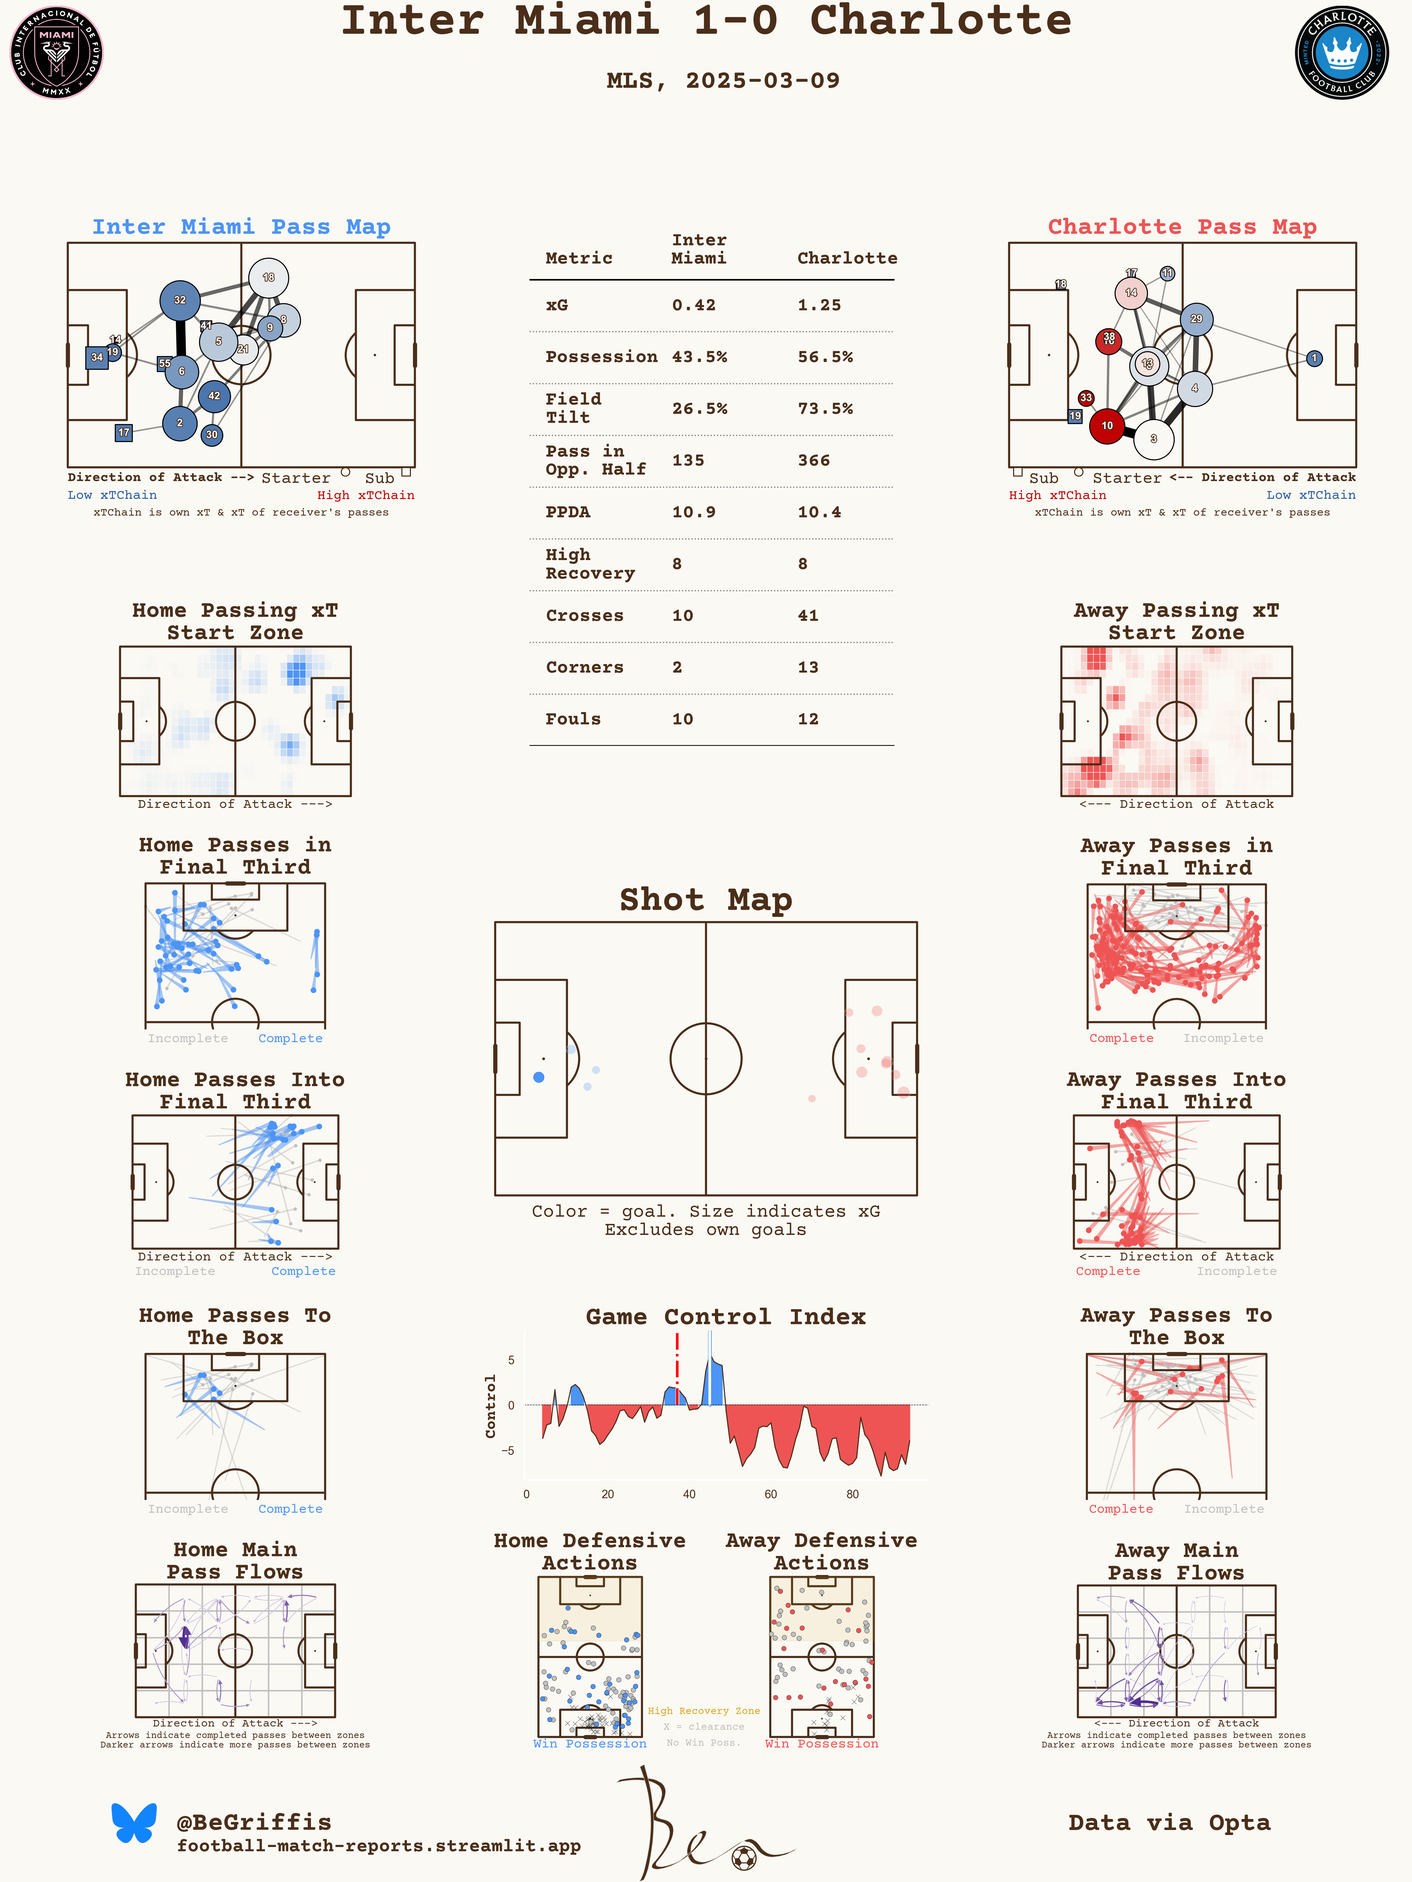 Inter Miami 1-0 Charlotte
MLS, 2025-03-09
CLUB INTERNACIONAL DE FÚTBOL
MIAMI
MMXX
CHARLOTTE
MINTED
2022
FOOTBALL CLUB
Inter Miami Pass Map
32
18
8
9
41
5
21
14
19
34
55
6
42
2
17
30
Direction of Attack --> Starter Sub
Low xTChain High xTChain
xTChain is own xT & xT of receiver's passes
Metric Inter Miami Charlotte
xG 0.42 1.25
Possession 43.5% 56.5%
Field Tilt 26.5% 73.5%
Pass in Opp. Half 135 366
PPDA 10.9 10.4
High Recovery 8 8
Crosses 10 41
Corners 2 13
Fouls 10 12
Charlotte Pass Map
18
17
11
14
29
38
13
4
1
33
19
10
3
Sub Starter <-- Direction of Attack
High xTChain Low xTChain
xTChain is own xT & xT of receiver's passes
Home Passing xT
Start Zone
Direction of Attack --->
Away Passing xT
Start Zone
<--- Direction of Attack
Home Passes in
Final Third
Incomplete Complete
Away Passes in
Final Third
Complete Incomplete
Shot Map
Color = goal. Size indicates xG
Excludes own goals
Home Passes Into
Final Third
Direction of Attack --->
Incomplete Complete
Away Passes Into
Final Third
<--- Direction of Attack
Complete Incomplete
Home Passes To
The Box
Incomplete Complete
Game Control Index
Control
5
0
−5
0 20 40 60 80
Away Passes To
The Box
Complete Incomplete
Home Main
Pass Flows
Direction of Attack --->
Arrows indicate completed passes between zones
Darker arrows indicate more passes between zones
Home Defensive
Actions
Win Possession
Away Defensive
Actions
Win Possession
High Recovery Zone
X = clearance
No Win Poss.
Away Main
Pass Flows
<--- Direction of Attack
Arrows indicate completed passes between zones
Darker arrows indicate more passes between zones
@BeGriffis
football-match-reports.streamlit.app
Ben
Data via Opta